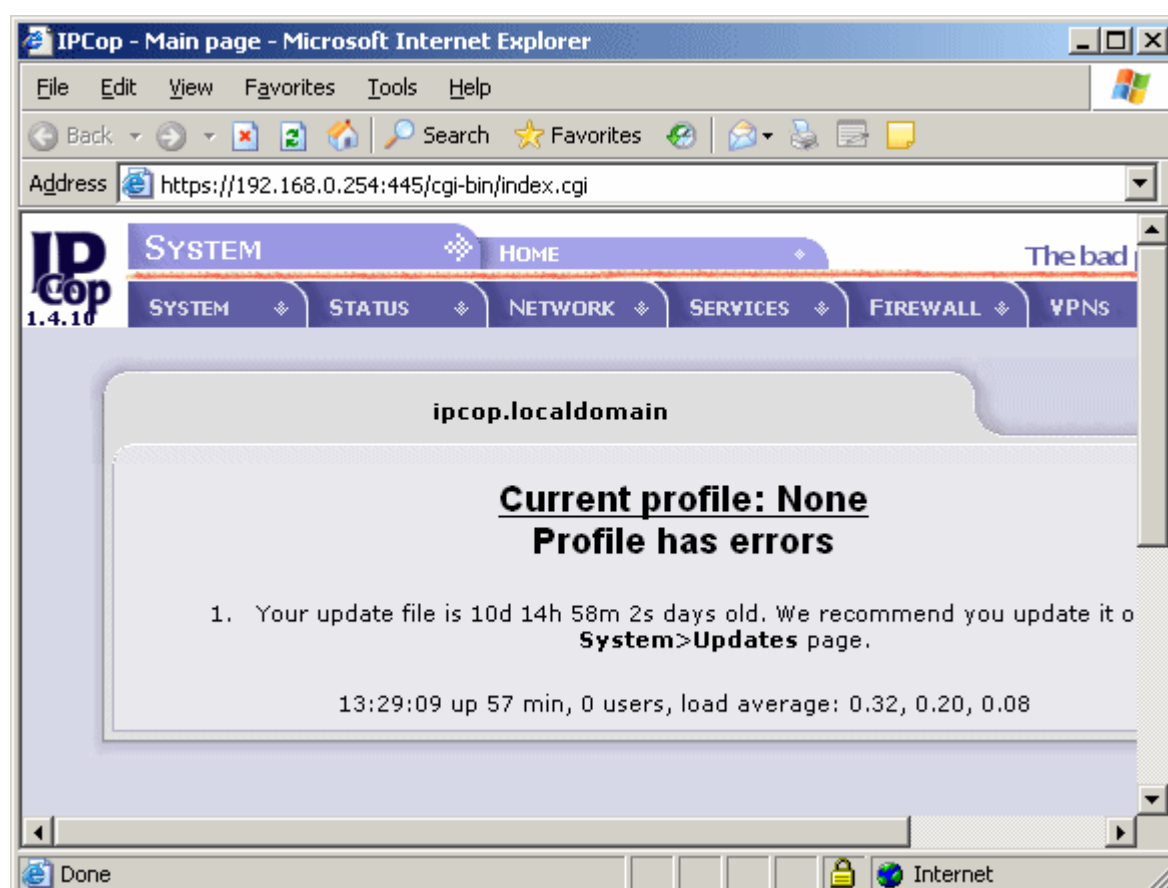 IPCop - Main page - Microsoft Internet Explorer
File Edit View Favorites Tools Help
Back Search Favorites
Address https://192.168.0.254:445/cgi-bin/index.cgi
IP
COP
1.4.10
SYSTEM HOME The bad
SYSTEM STATUS NETWORK SERVICES FIREWALL VPNS
ipcop.localdomain
Current profile: None
Profile has errors
1. Your update file is 10d 14h 58m 2s days old. We recommend you update it o
System>Updates page.
13:29:09 up 57 min, 0 users, load average: 0.32, 0.20, 0.08
Done Internet